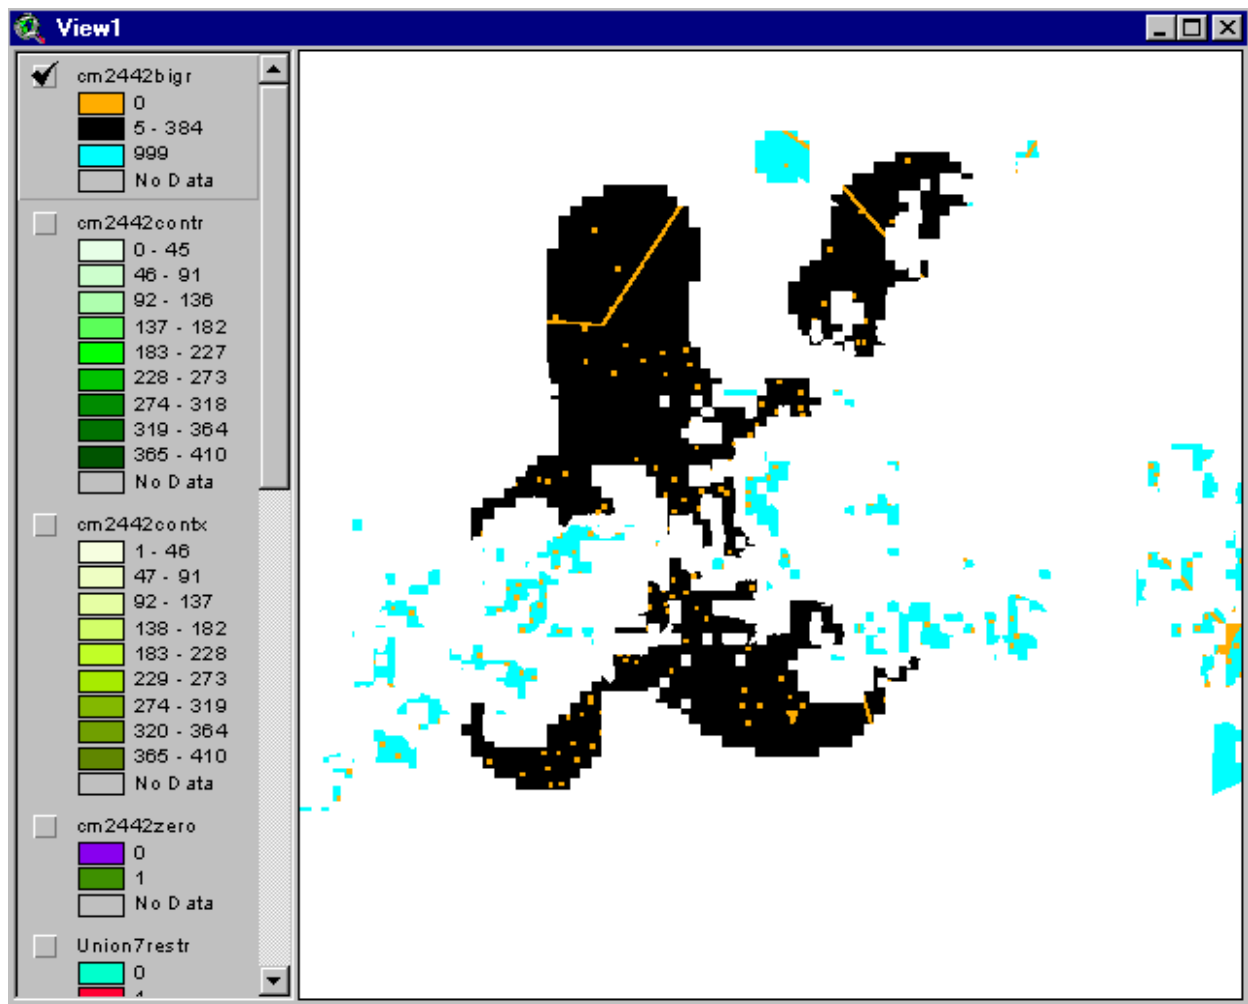 View1
cm2442bigr
0
5 - 384
999
No Data
cm2442contr
0 - 45
46 - 91
92 - 136
137 - 182
183 - 227
228 - 273
274 - 318
319 - 364
365 - 410
No Data
cm2442contx
1 - 46
47 - 91
92 - 137
138 - 182
183 - 228
229 - 273
274 - 319
320 - 364
365 - 410
No Data
cm2442zero
0
1
No Data
Union7restr
0